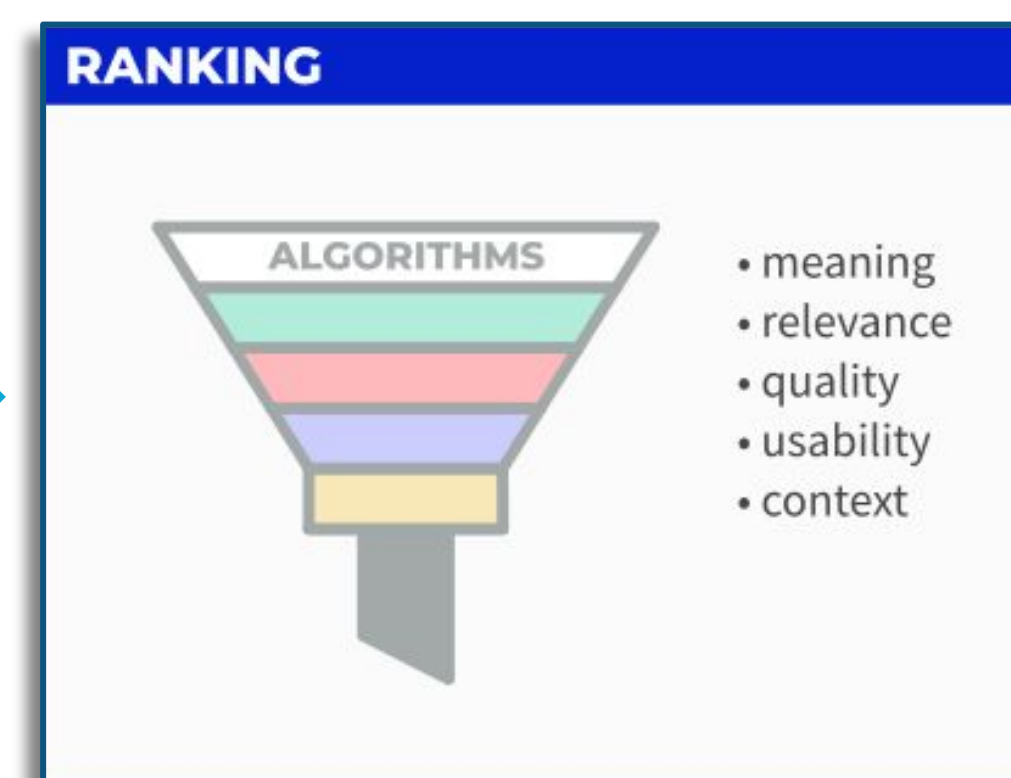 RANKING
ALGORITHMS
• meaning
• relevance
• quality
• usability
• context